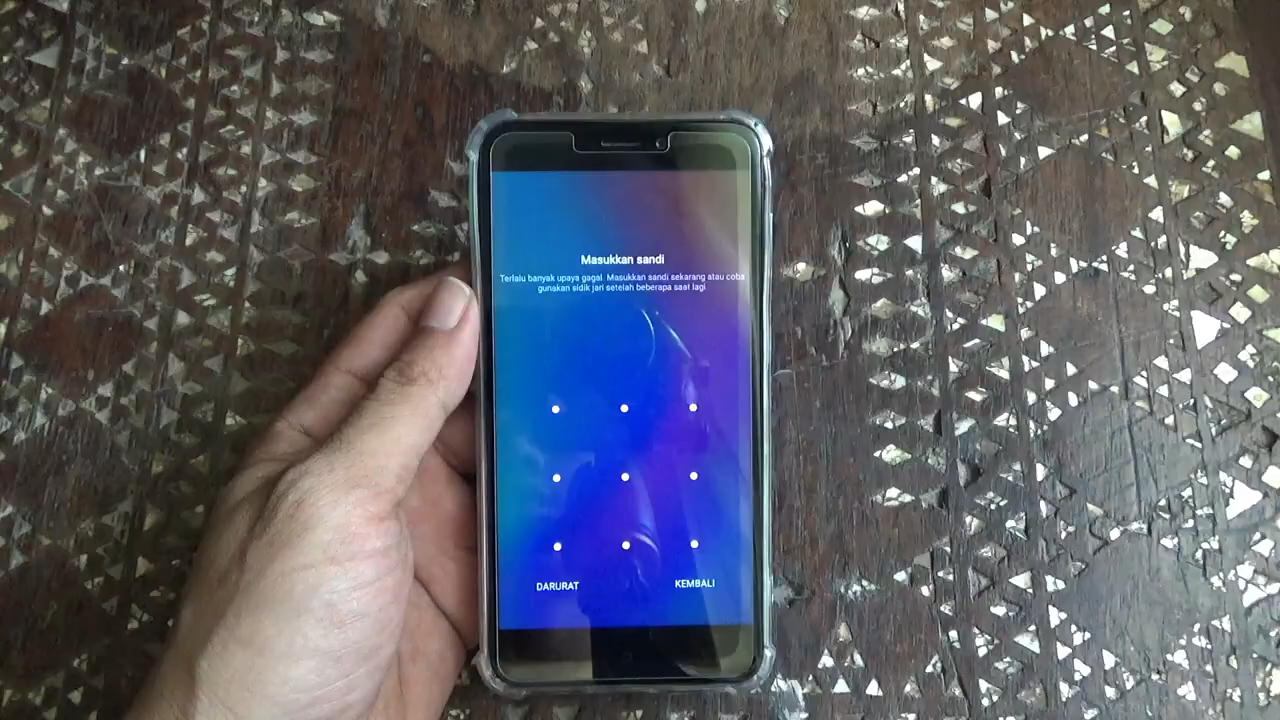 Masukkan sandi
Terlalu banyak upaya gagal. Masukkan sandi sekarang atau coba
gunakan sidik jari setelah beberapa saat lagi
DARURAT
KEMBALI